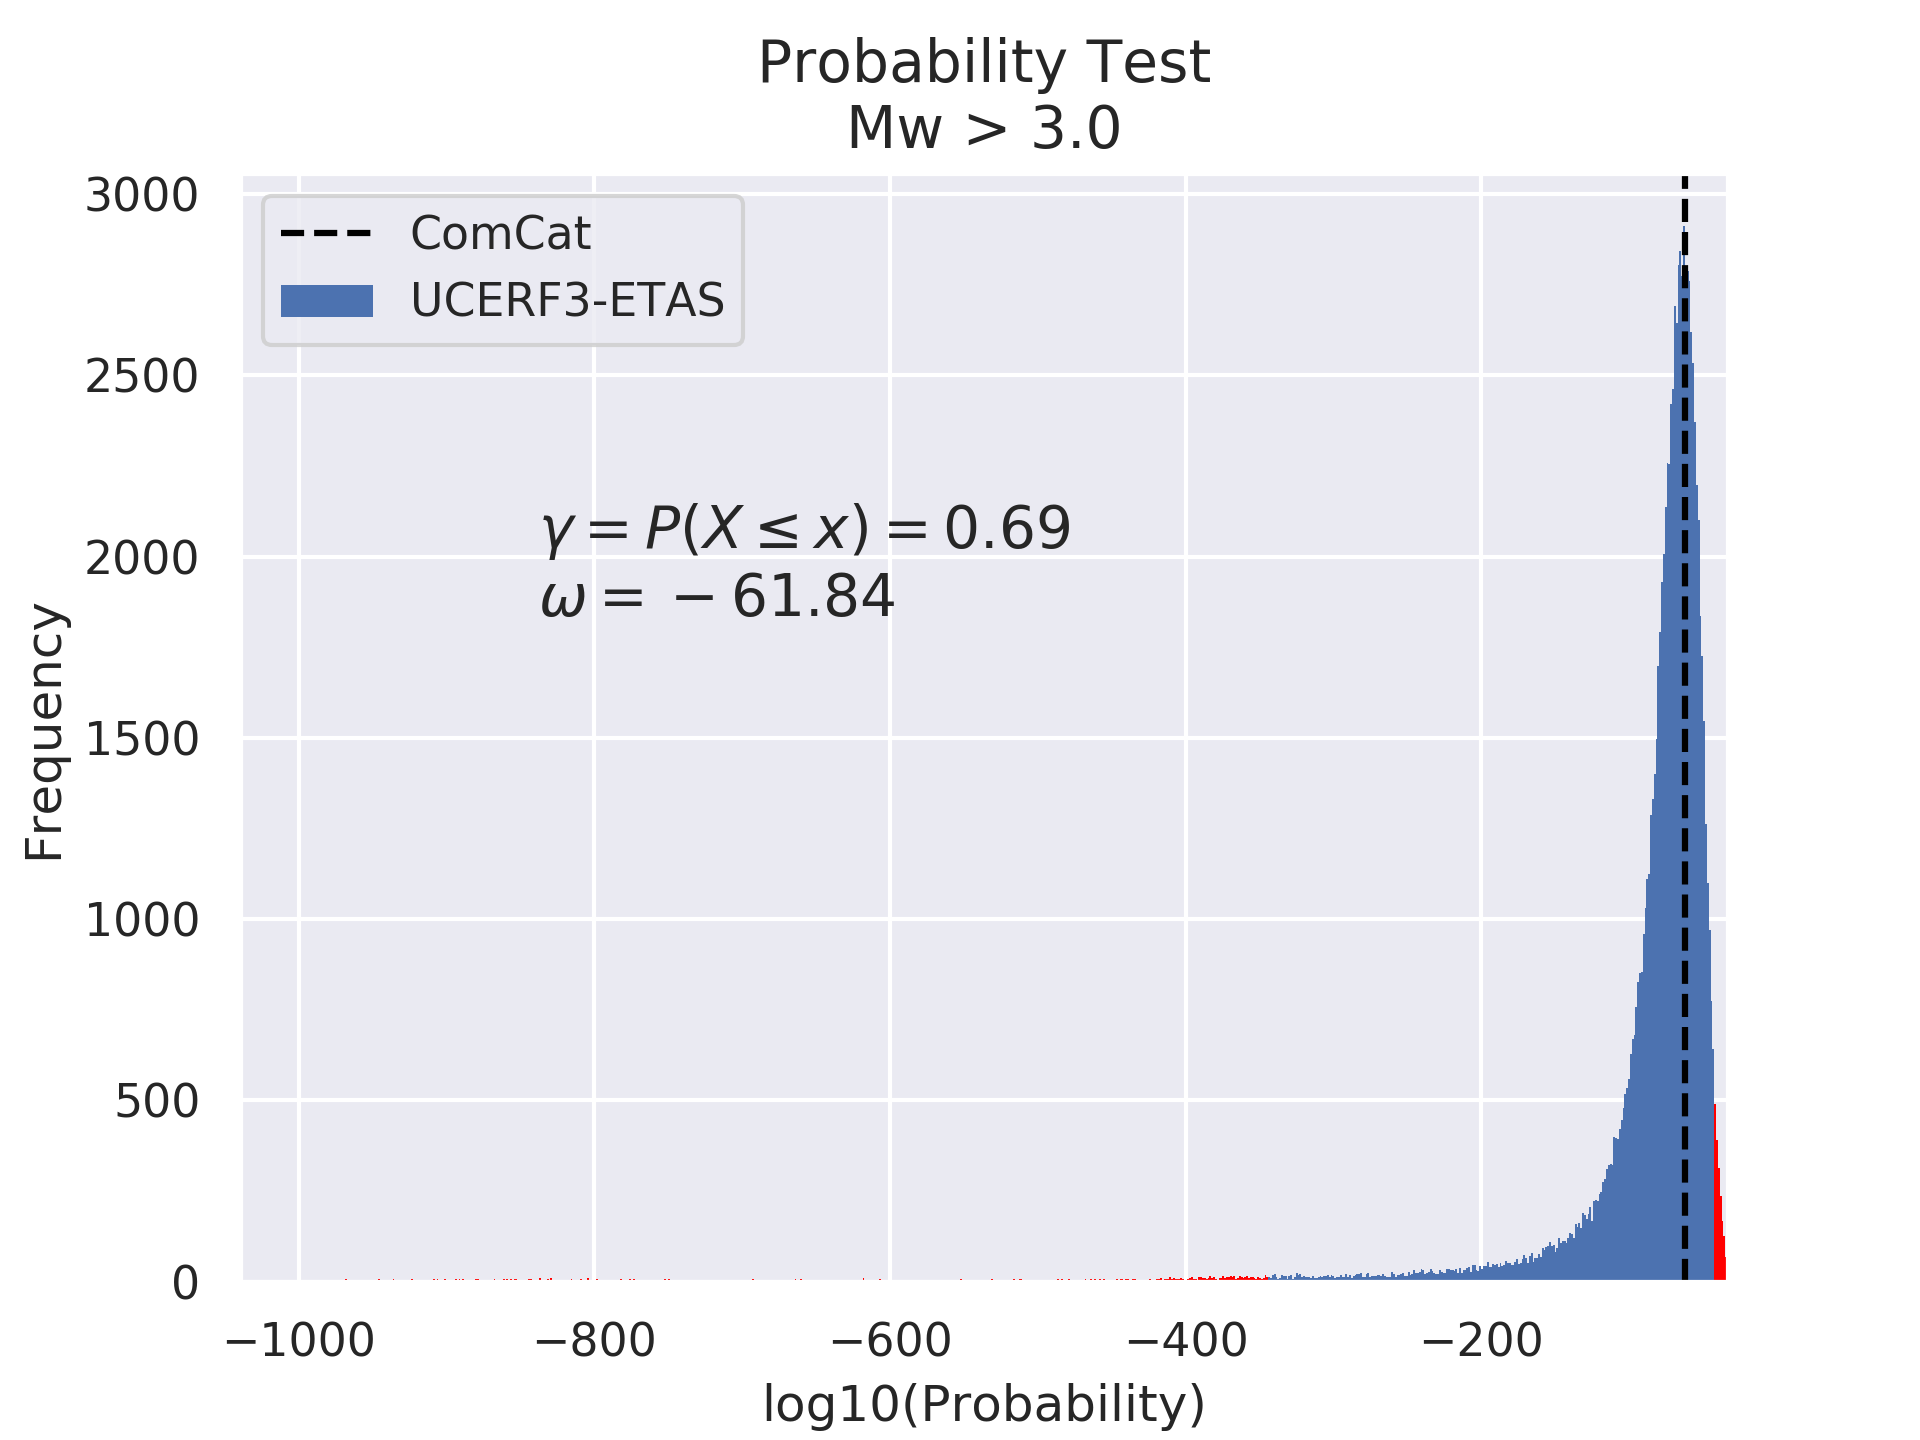 Probability Test
Mw > 3.0
3000
2500
2000
1500
1000
500
0
Frequency
ComCat
UCERF3-ETAS
γ = P(X ≤ x) = 0.69
ω = −61.84
−1000 −800 −600 −400 −200
log10(Probability)